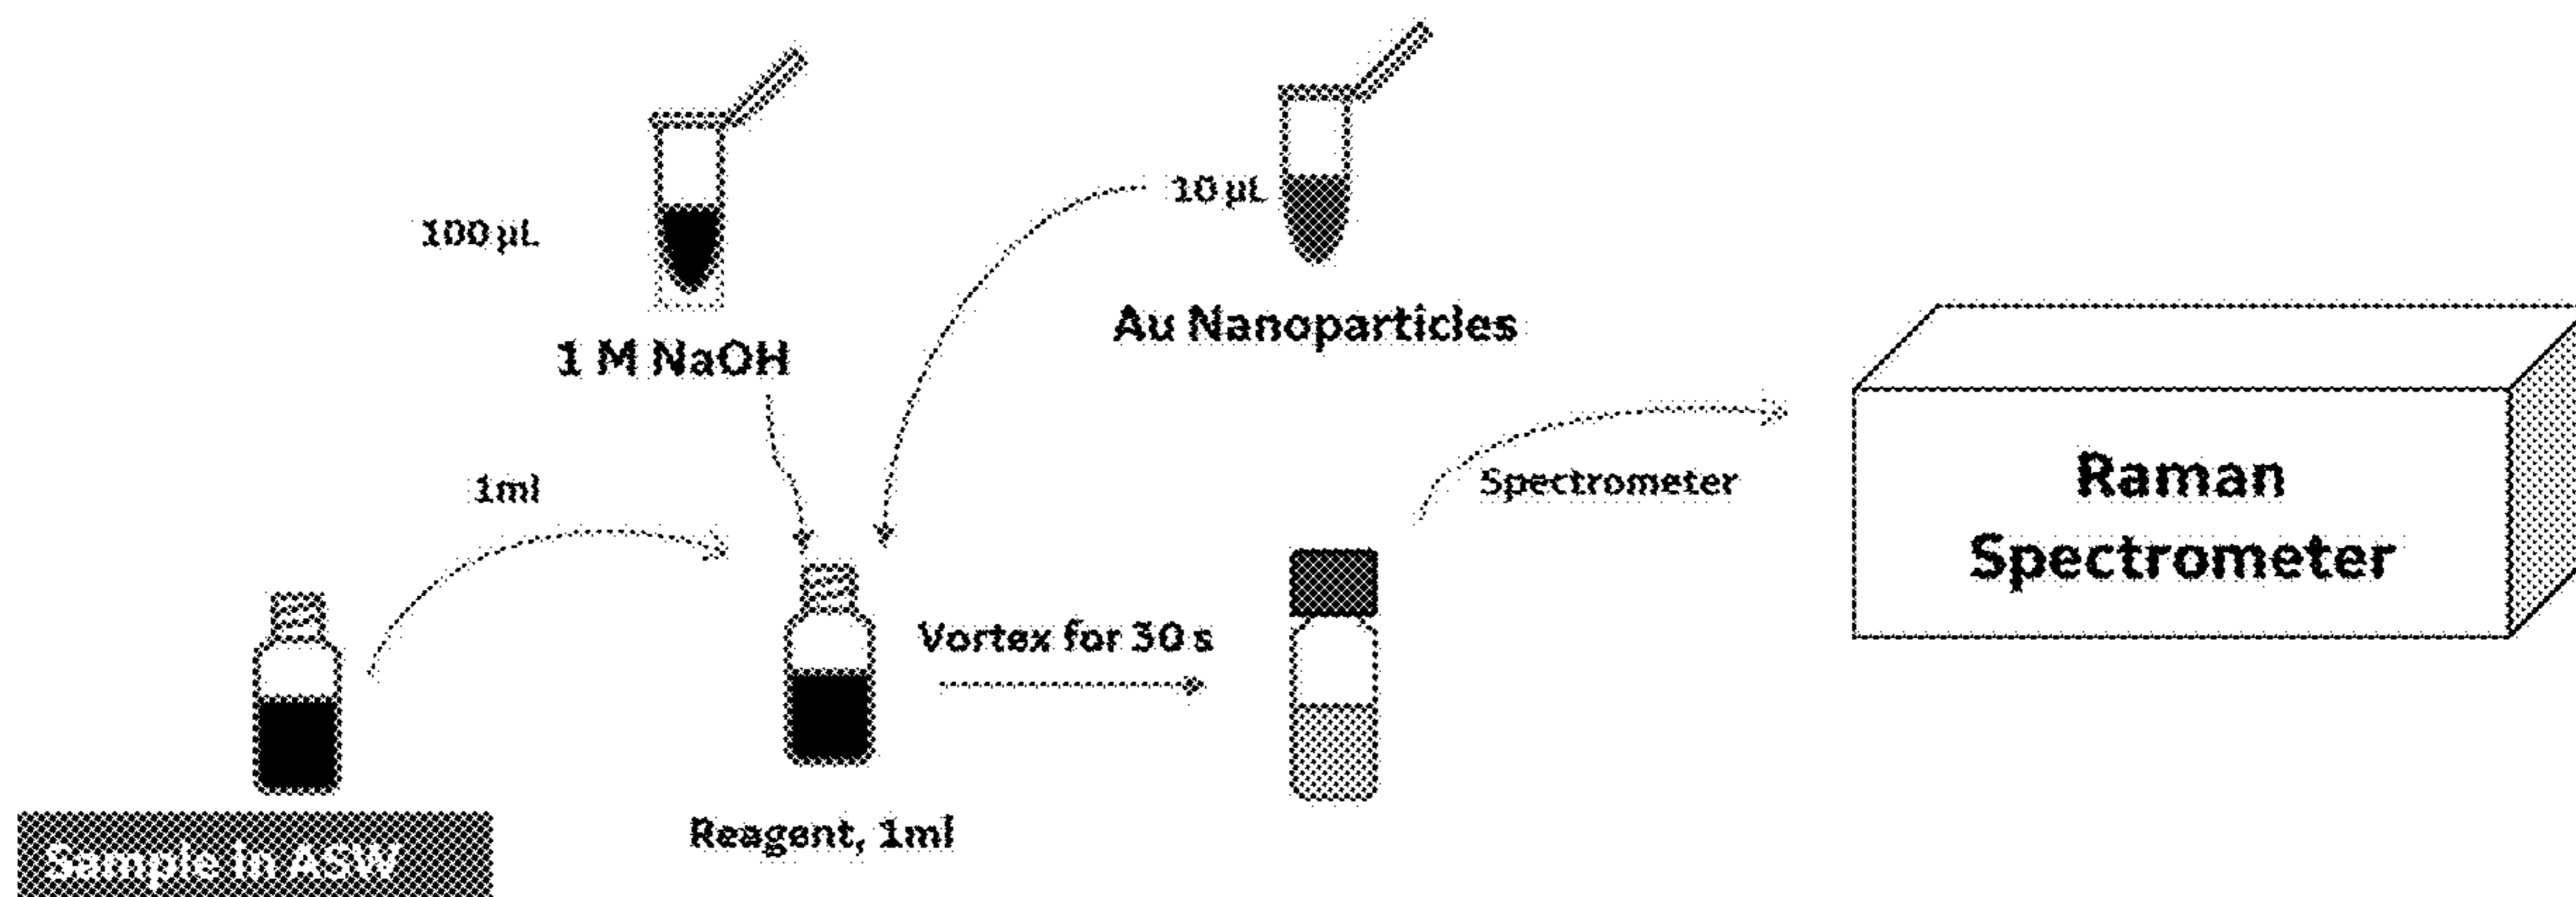 100 µL
1 M NaOH
10 µL
Au Nanoparticles
1ml
Reagent, 1ml
Sample in ASW
Vortex for 30 s
Spectrometer
Raman
Spectrometer